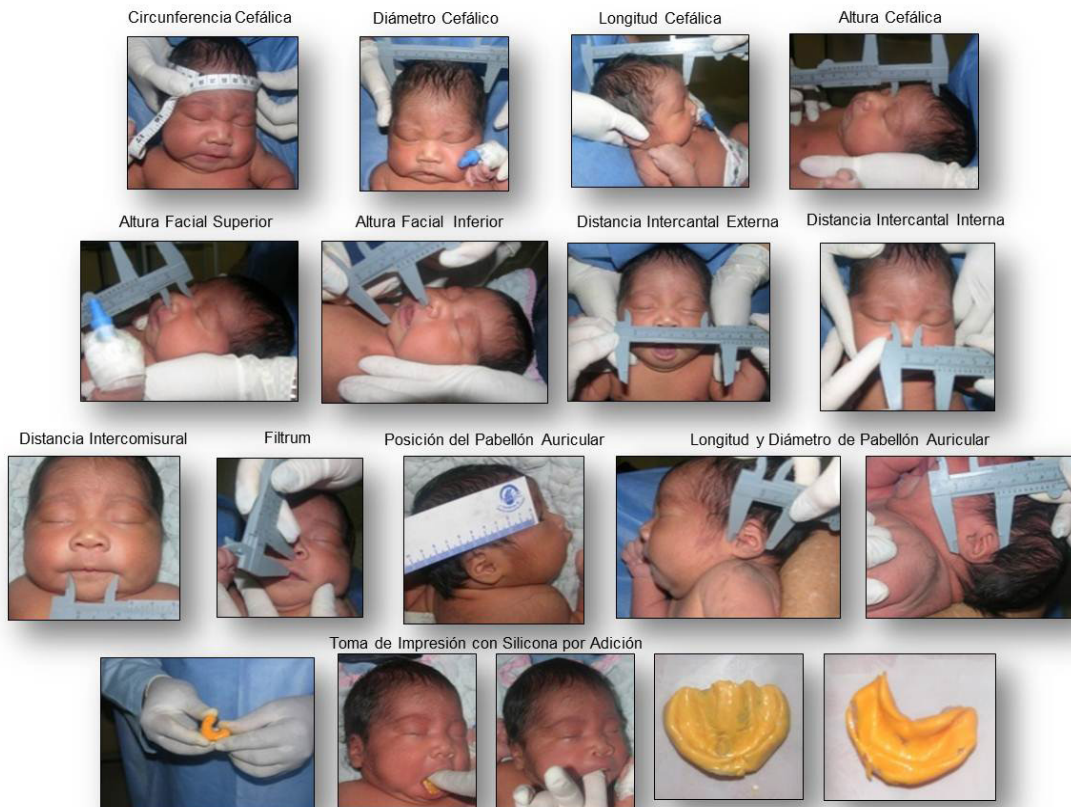 Circunferencia Cefálica
Diámetro Cefálico
Longitud Cefálica
Altura Cefálica
Altura Facial Superior
Altura Facial Inferior
Distancia Intercantal Externa
Distancia Intercantal Interna
Distancia Intercomisural
Filtrum
Posición del Pabellón Auricular
Longitud y Diámetro de Pabellón Auricular
Toma de Impresión con Silicona por Adición